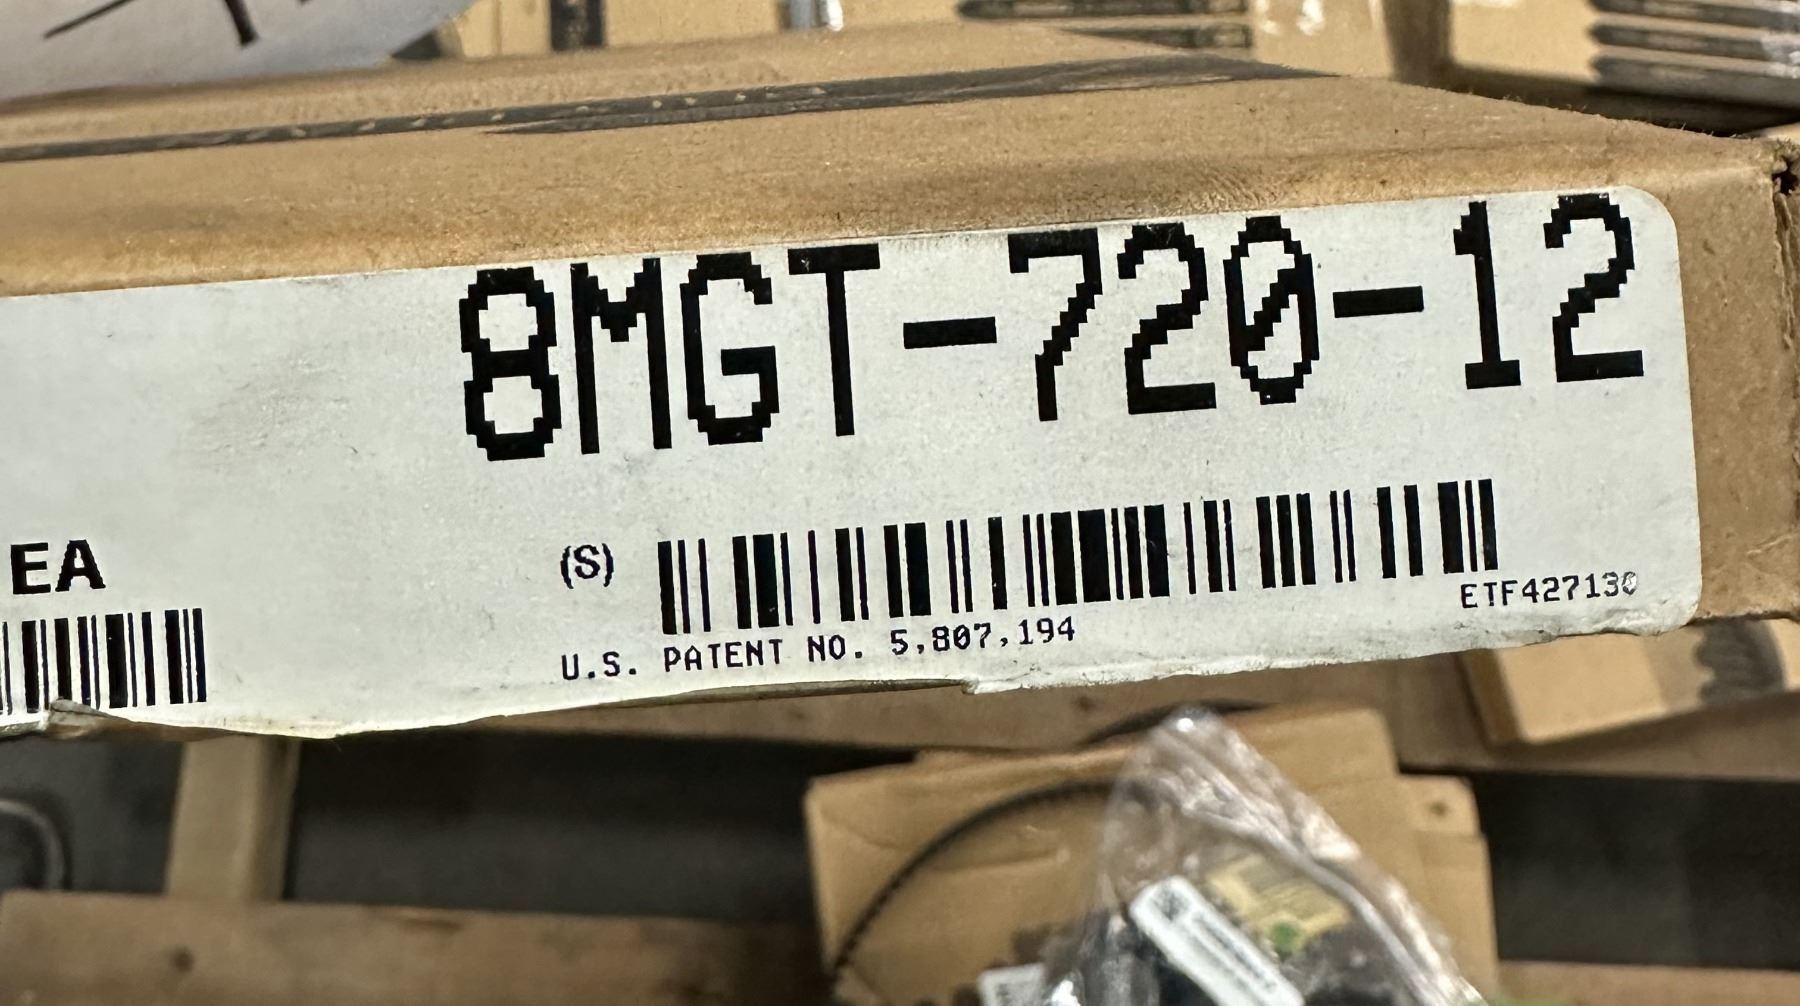 8MGT-720-12
EA
(S)
ETF427130
U.S. PATENT NO. 5,807,194